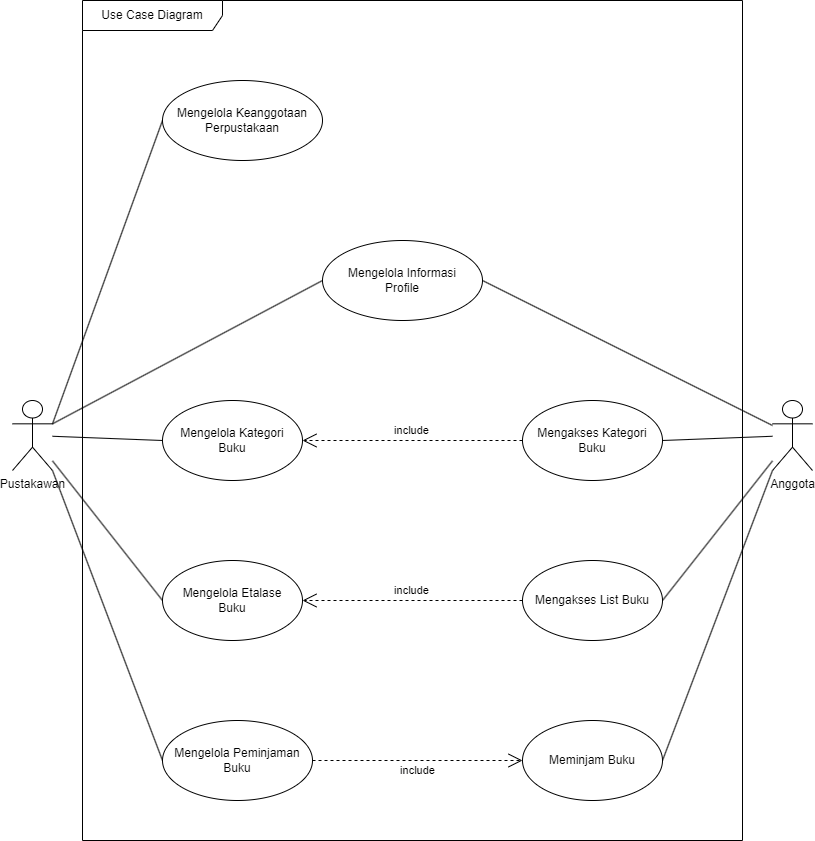 Use Case Diagram
Mengelola Keanggotaan
Perpustakaan
Mengelola Informasi
Profile
Mengelola Kategori
Buku
include
Mengakses Kategori
Buku
Pustakawan
Anggota
Mengelola Etalase
Buku
include
Mengakses List Buku
Mengelola Peminjaman
Buku
include
Meminjam Buku